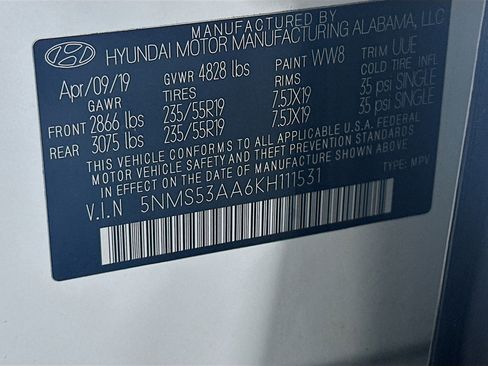 MANUFACTURED BY
HYUNDAI MOTOR MANUFACTURING ALABAMA, LLC
Apr/09/19 GVWR 4828 lbs PAINT WW8 TRIM UUE
GAWR TIRES RIMS COLD TIRE INFL
FRONT 2866 lbs 235/55R19 7.5JX19 35 psi SINGLE
REAR 3075 lbs 235/55R19 7.5JX19 35 psi SINGLE
THIS VEHICLE CONFORMS TO ALL APPLICABLE U.S.A. FEDERAL
MOTOR VEHICLE SAFETY AND THEFT PREVENTION STANDARDS
IN EFFECT ON THE DATE OF MANUFACTURE SHOWN ABOVE.
V.I.N 5NMS53AA6KH111531 TYPE: MPV